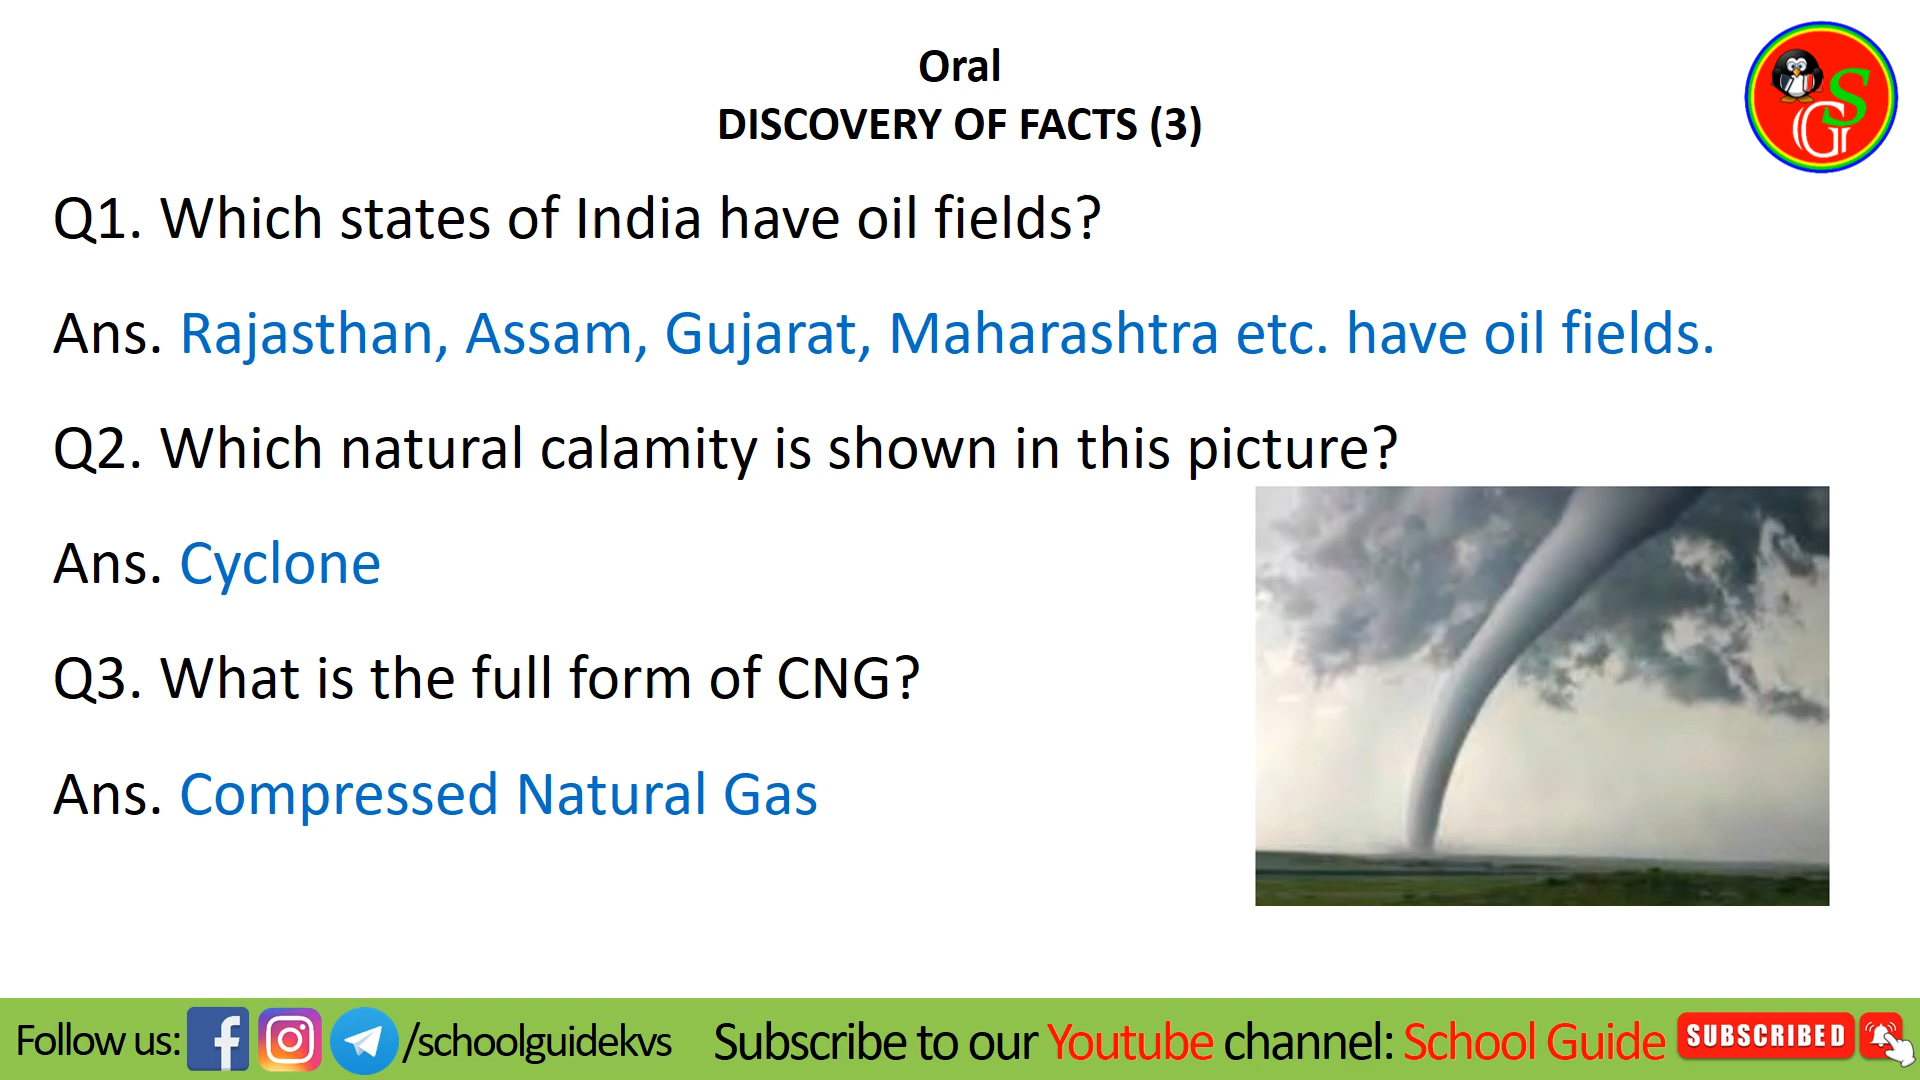 Oral
DISCOVERY OF FACTS (3)
SG
Q1. Which states of India have oil fields?
Ans. Rajasthan, Assam, Gujarat, Maharashtra etc. have oil fields.
Q2. Which natural calamity is shown in this picture?
Ans. Cyclone
Q3. What is the full form of CNG?
Ans. Compressed Natural Gas
Follow us: f /schoolguidekvs Subscribe to our Youtube channel: School Guide SUBSCRIBED